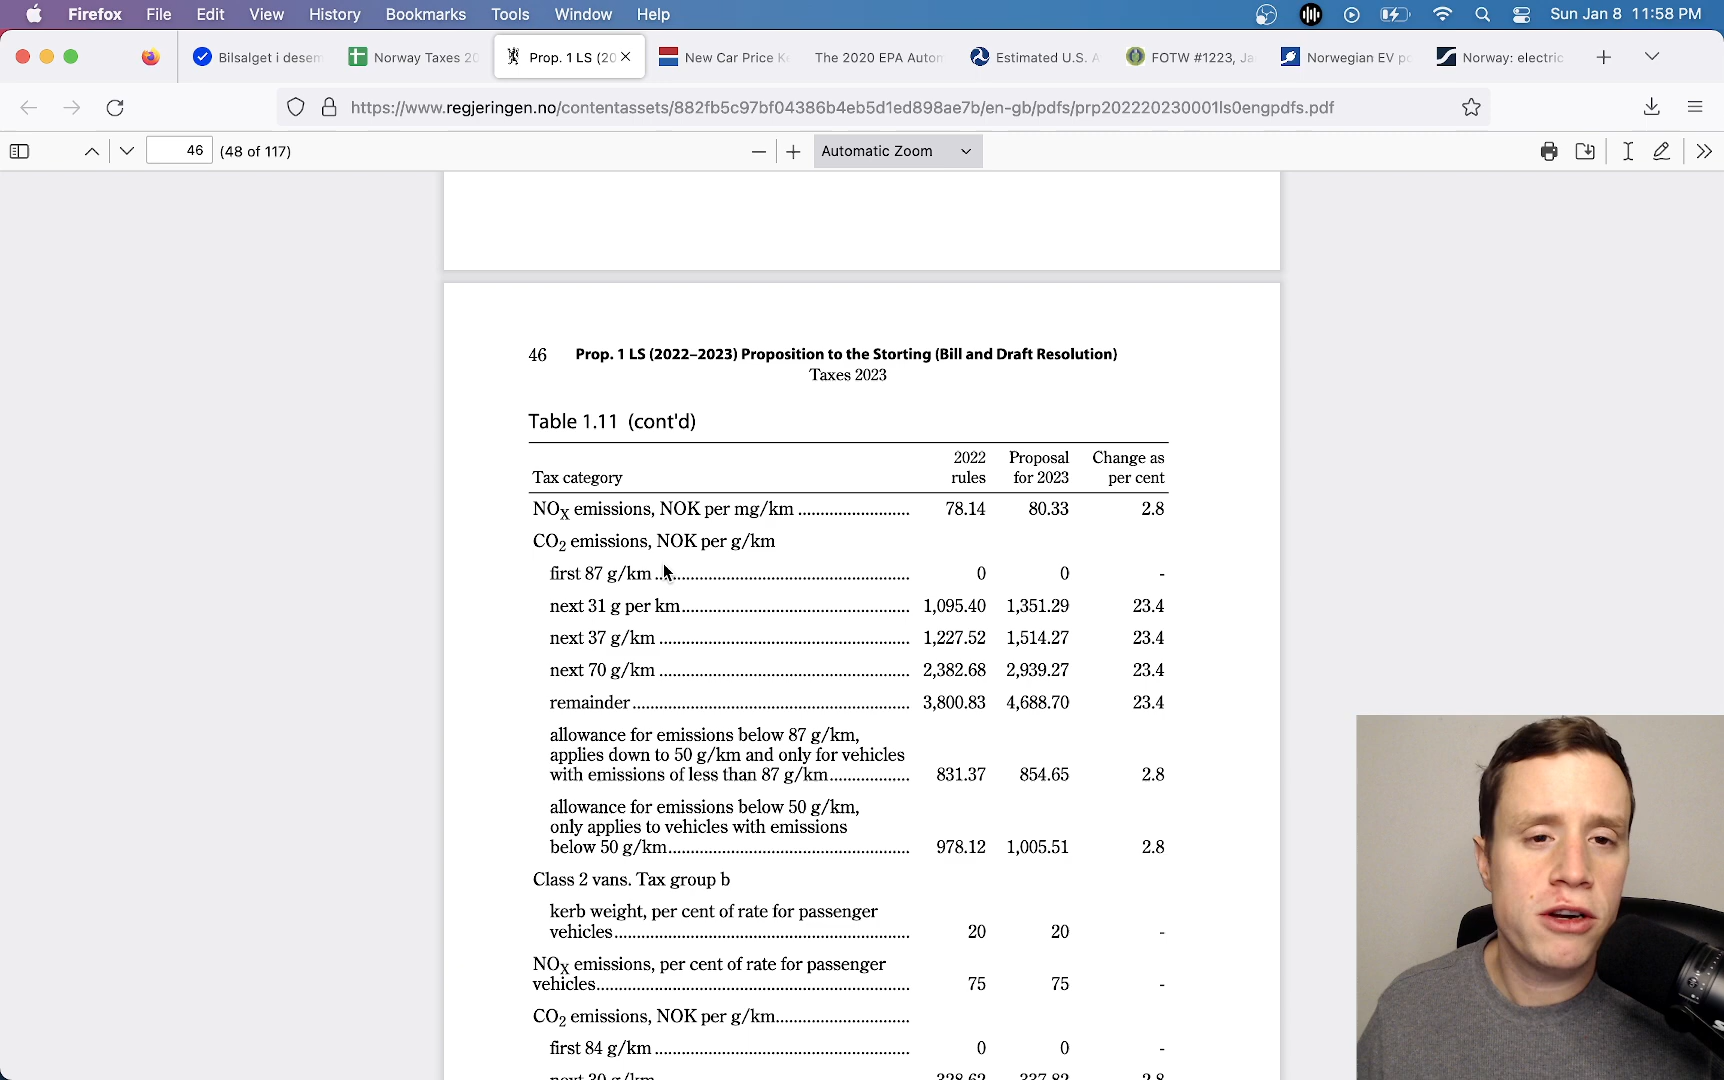 Firefox File Edit View History Bookmarks Tools Window Help Sun Jan 8 11:58 PM
Bilsalget i desem Norway Taxes 20 Prop. 1 LS (20 New Car Price K The 2020 EPA Autom Estimated U.S. A FOTW #1223, Ja Norwegian EV po Norway: electric
https://www.regjeringen.no/contentassets/882fb5c97bf04386b4eb5d1ed898ae7b/en-gb/pdfs/prp202220230001ls0engpdfs.pdf
46 (48 of 117) Automatic Zoom
46 Prop. 1 LS (2022–2023) Proposition to the Storting (Bill and Draft Resolution)
Taxes 2023
Table 1.11 (cont'd)
2022 Proposal Change as
Tax category rules for 2023 per cent
NOX emissions, NOK per mg/km 78.14 80.33 2.8
CO2 emissions, NOK per g/km
first 87 g/km 0 0 -
next 31 g per km 1,095.40 1,351.29 23.4
next 37 g/km 1,227.52 1,514.27 23.4
next 70 g/km 2,382.68 2,939.27 23.4
remainder 3,800.83 4,688.70 23.4
allowance for emissions below 87 g/km,
applies down to 50 g/km and only for vehicles
with emissions of less than 87 g/km 831.37 854.65 2.8
allowance for emissions below 50 g/km,
only applies to vehicles with emissions
below 50 g/km 978.12 1,005.51 2.8
Class 2 vans. Tax group b
kerb weight, per cent of rate for passenger
vehicles 20 20 -
NOX emissions, per cent of rate for passenger
vehicles 75 75 -
CO2 emissions, NOK per g/km
first 84 g/km 0 0 -
next 30 g/km 328.62 337.82 2.8